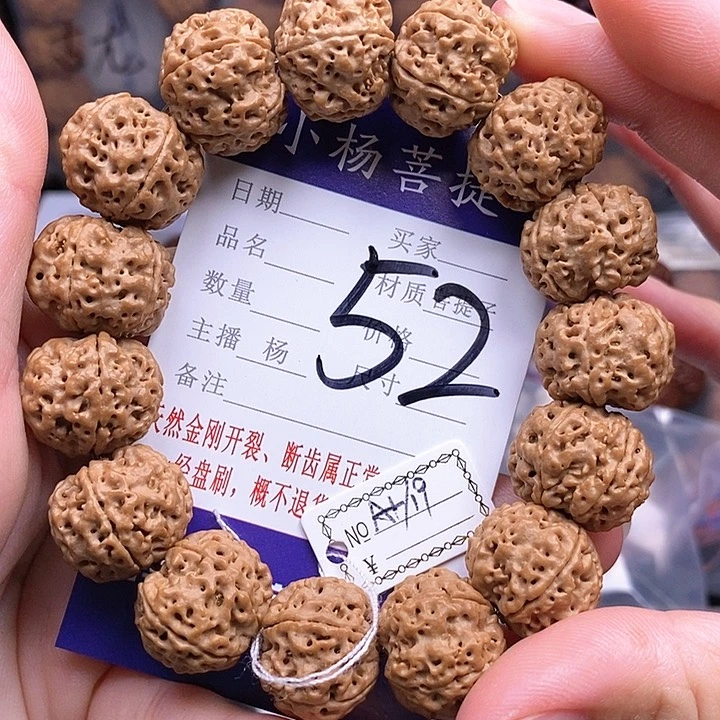 小杨菩提
日期
买家
品名
材质 菩提子
数量
价格
主播 杨
尺寸
备注
52
天然金刚开裂、断齿属正常
经盘刷,概不退
NO A+/19
¥